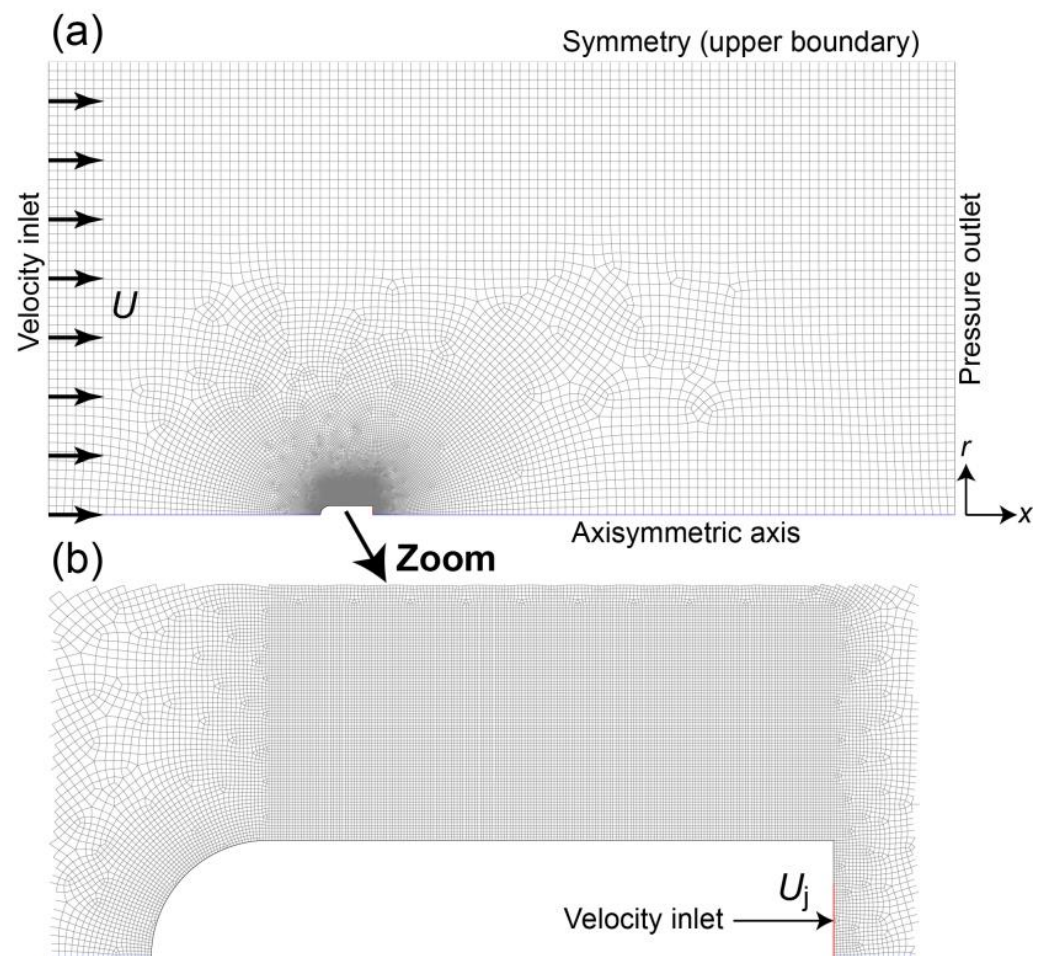 (a)
Symmetry (upper boundary)
Velocity inlet
U
Pressure outlet
r
x
Axisymmetric axis
(b)
Zoom
Uj
Velocity inlet